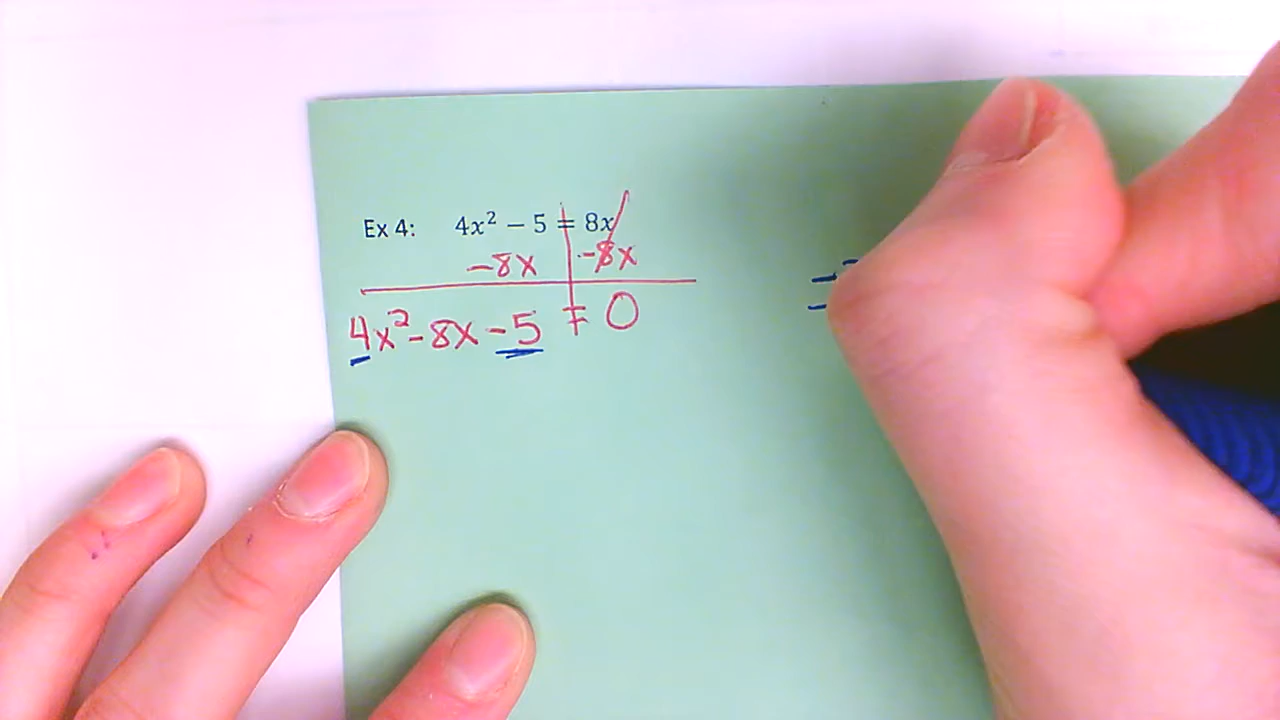 Ex 4: 4x² − 5 = 8x
−8x -8x
4x² - 8x - 5 = 0